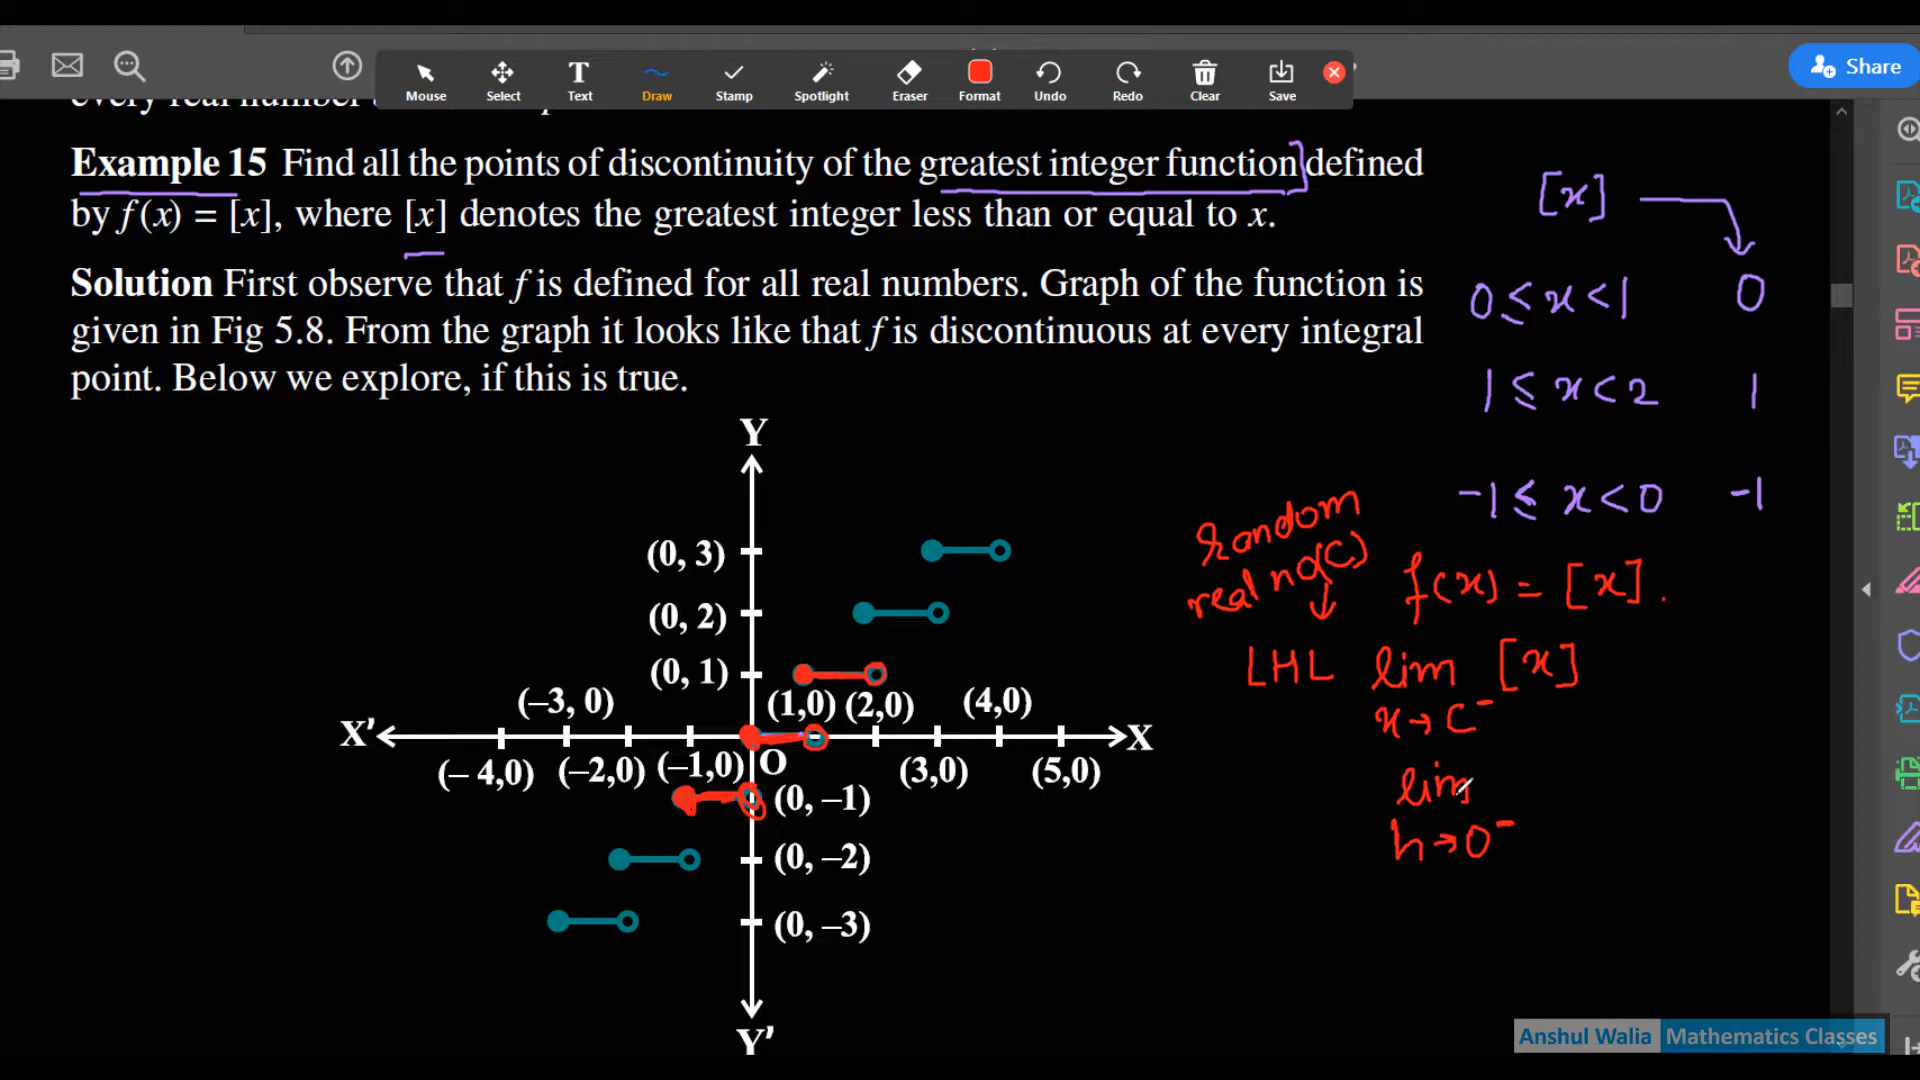 Share
Mouse Select Text Draw Stamp Spotlight Eraser Format Undo Redo Clear Save
every real number
Example 15 Find all the points of discontinuity of the greatest integer function defined
by f(x) = [x], where [x] denotes the greatest integer less than or equal to x.
Solution First observe that f is defined for all real numbers. Graph of the function is
given in Fig 5.8. From the graph it looks like that f is discontinuous at every integral
point. Below we explore, if this is true.
[x]
0 ≤ x < 1 0
1 ≤ x < 2 1
-1 ≤ x < 0 -1
Random
real no(C)
f(x) = [x].
LHL lim [x]
x → C⁻
lim
h → 0⁻
Y
(0, 3)
(0, 2)
(0, 1)
(–3, 0) (1,0) (2,0) (4,0)
X' X
(– 4,0) (–2,0) (–1,0) O (3,0) (5,0)
(0, –1)
(0, –2)
(0, –3)
Y'
Anshul Walia Mathematics Classes